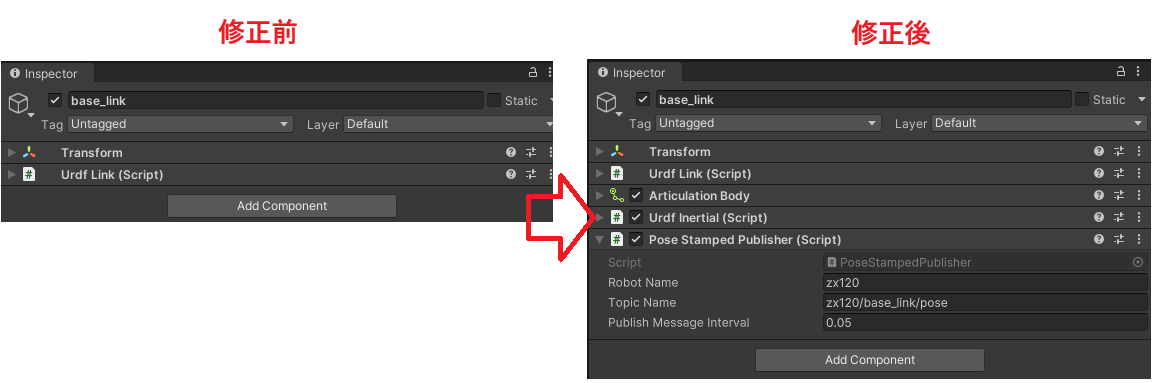 修正前
Inspector
base_link
Static
Tag Untagged Layer Default
Transform
Urdf Link (Script)
Add Component
修正後
Inspector
base_link
Static
Tag Untagged Layer Default
Transform
Urdf Link (Script)
Articulation Body
Urdf Inertial (Script)
Pose Stamped Publisher (Script)
Script PoseStampedPublisher
Robot Name zx120
Topic Name zx120/base_link/pose
Publish Message Interval 0.05
Add Component